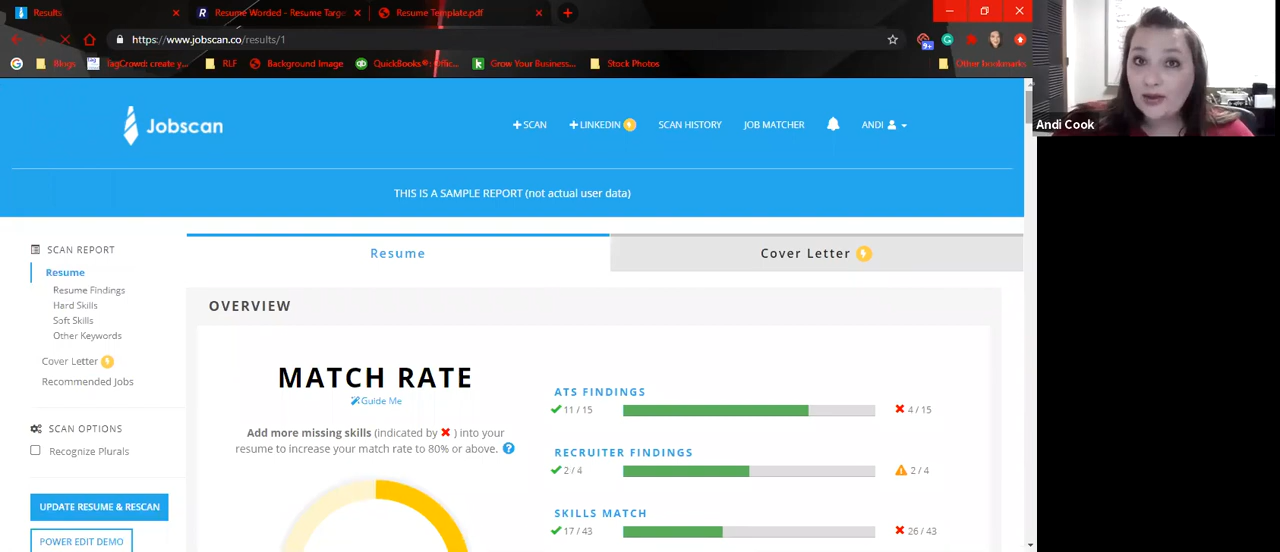 Results
Resume Worded - Resume Targe
Resume Template.pdf
https://www.jobscan.co/results/1
9+
Blogs
TagCrowd: create y...
RLF
Background Image
QuickBooks®: Offic...
Grow Your Business...
Stock Photos
Other bookmarks
Andi Cook
Jobscan
+ SCAN
+ LINKEDIN
SCAN HISTORY
JOB MATCHER
ANDI
THIS IS A SAMPLE REPORT (not actual user data)
SCAN REPORT
Resume
Resume Findings
Hard Skills
Soft Skills
Other Keywords
Cover Letter
Recommended Jobs
SCAN OPTIONS
Recognize Plurals
UPDATE RESUME & RESCAN
POWER EDIT DEMO
Resume
Cover Letter
OVERVIEW
MATCH RATE
Guide Me
Add more missing skills (indicated by ✖ ) into your
resume to increase your match rate to 80% or above. ?
ATS FINDINGS
11 / 15
4 / 15
RECRUITER FINDINGS
2 / 4
2 / 4
SKILLS MATCH
17 / 43
26 / 43